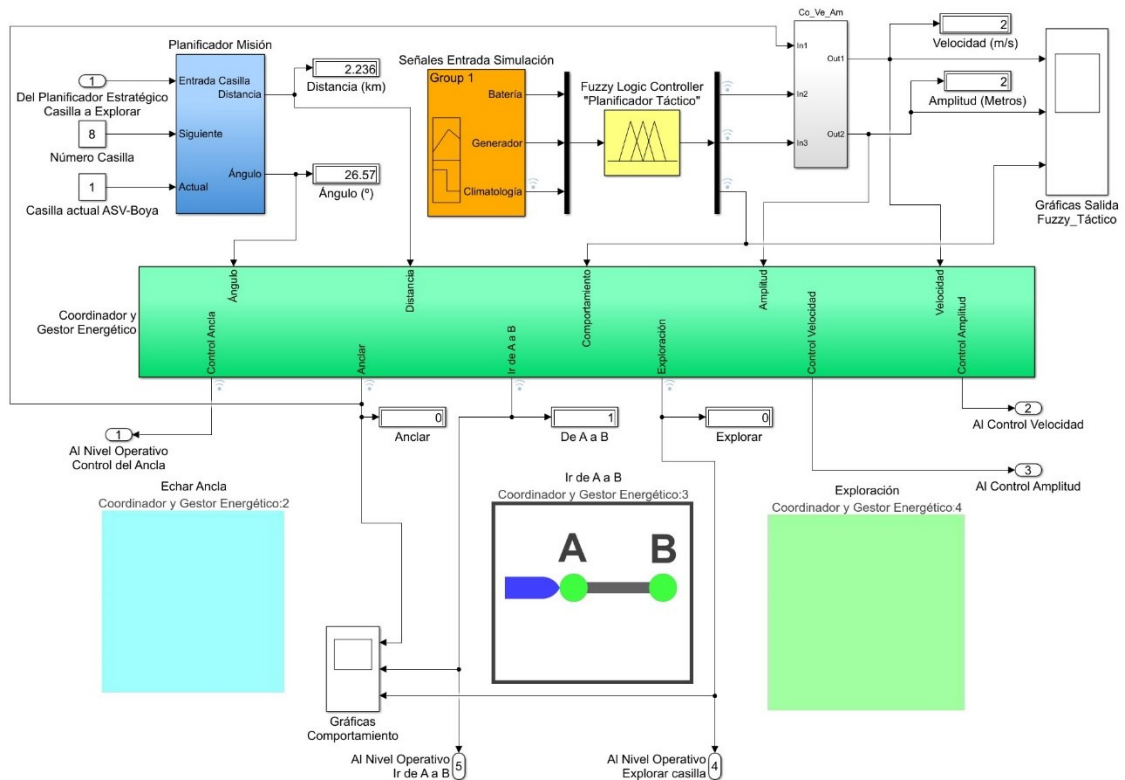 Co_Ve_Am
In1
In2
In3
Out1
Out2
2
Velocidad (m/s)
2
Amplitud (Metros)
Gráficas Salida
Fuzzy_Táctico
Planificador Misión
1
Del Planificador Estratégico
Casilla a Explorar
8
Número Casilla
1
Casilla actual ASV-Boya
Entrada Casilla
Distancia
Siguiente
Ángulo
Actual
2.236
Distancia (km)
26.57
Ángulo (º)
Señales Entrada Simulación
Group 1
Batería
Generador
Climatología
Fuzzy Logic Controller
"Planificador Táctico"
Coordinador y
Gestor Energético
Ángulo
Distancia
Comportamiento
Amplitud
Velocidad
Control Ancla
Anclar
Ir de A a B
Exploración
Control Velocidad
Control Amplitud
1
Al Nivel Operativo
Control del Ancla
0
Anclar
1
De A a B
0
Explorar
2
Al Control Velocidad
3
Al Control Amplitud
Echar Ancla
Coordinador y Gestor Energético:2
Ir de A a B
Coordinador y Gestor Energético:3
A B
Exploración
Coordinador y Gestor Energético:4
Gráficas
Comportamiento
Al Nivel Operativo
Ir de A a B
5
Al Nivel Operativo
Explorar casilla
4